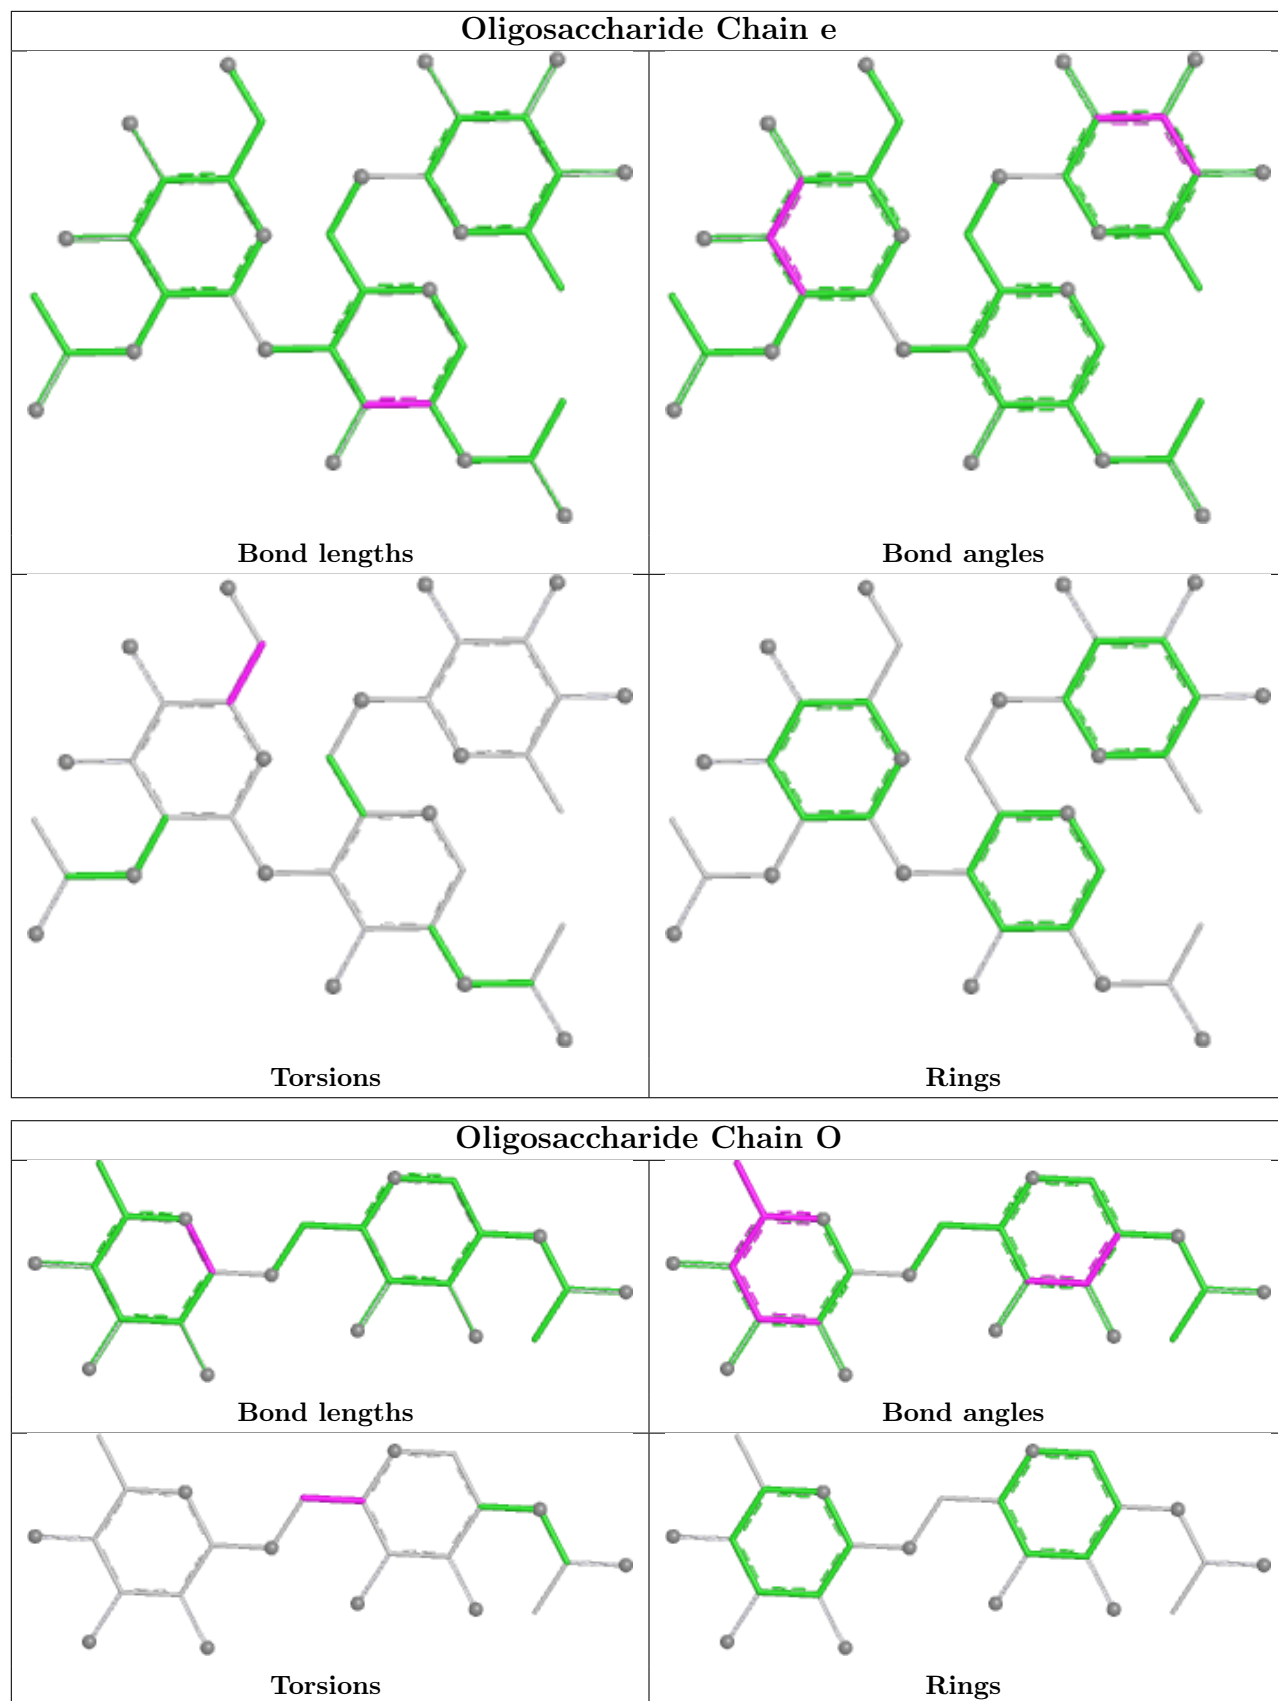 Oligosaccharide Chain e
Bond lengths
Bond angles
Torsions
Rings
Oligosaccharide Chain O
Bond lengths
Bond angles
Torsions
Rings